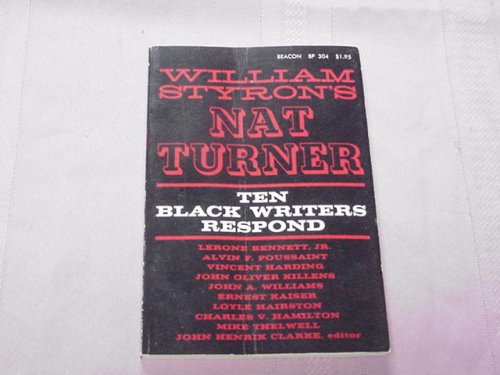 BEACON BP 304 $1.95
WILLIAM
STYRON'S
NAT
TURNER
TEN
BLACK WRITERS
RESPOND
LERONE BENNETT, JR.
ALVIN F. POUSSAINT
VINCENT HARDING
JOHN OLIVER KILLENS
JOHN A. WILLIAMS
ERNEST KAISER
LOYLE HAIRSTON
CHARLES V. HAMILTON
MIKE THELWELL
JOHN HENRIK CLARKE, editor